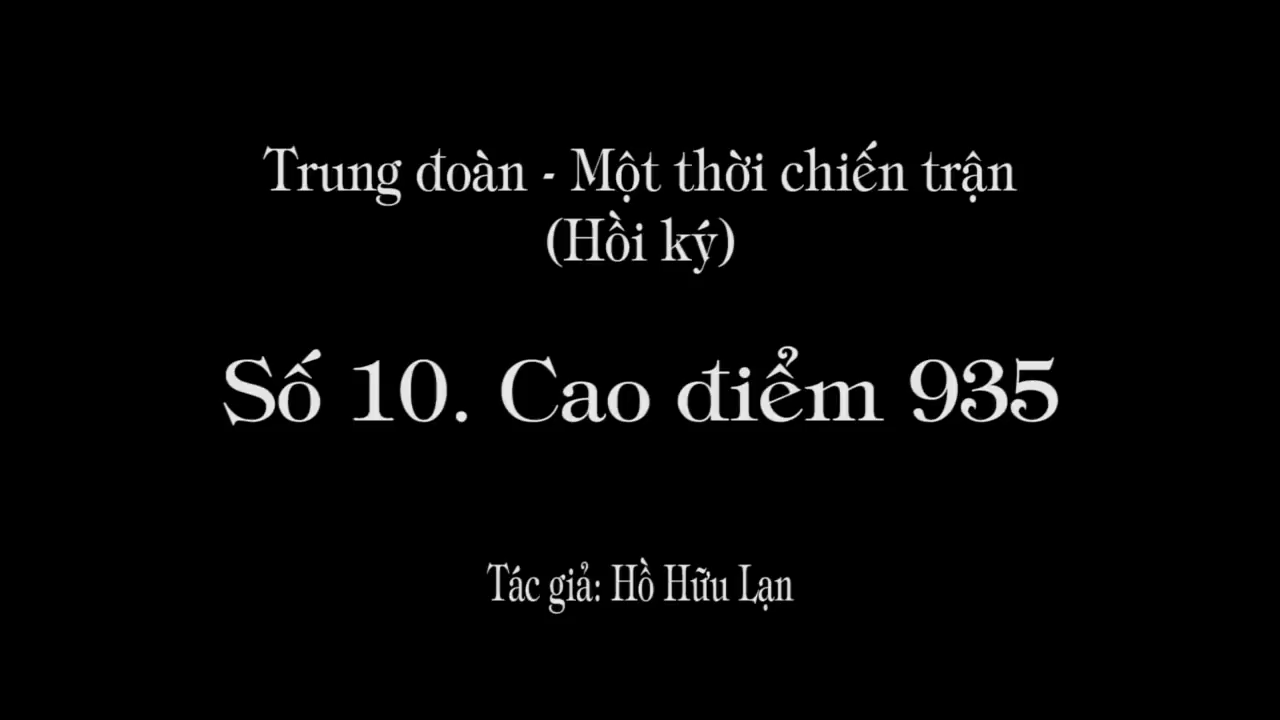 Trung đoàn - Một thời chiến trận
(Hồi ký)
Số 10. Cao điểm 935
Tác giả: Hồ Hữu Lạn